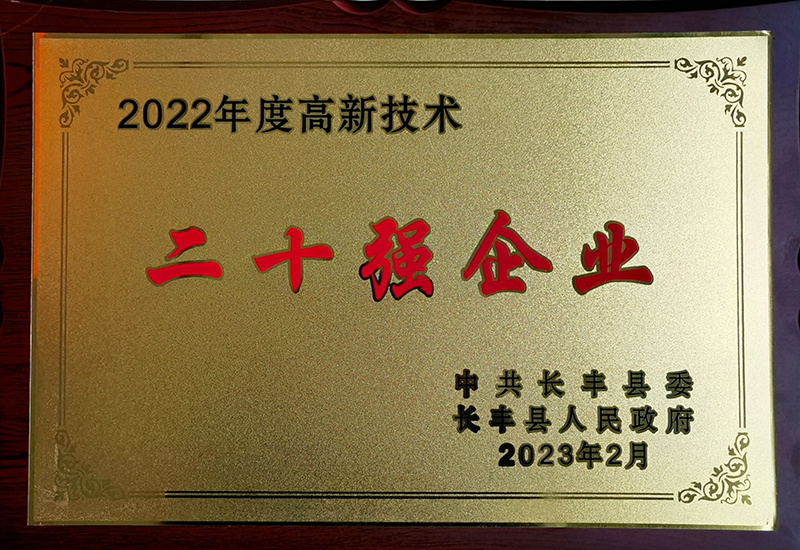 2022年度高新技术
二十强企业
中共长丰县委
长丰县人民政府
2023年2月